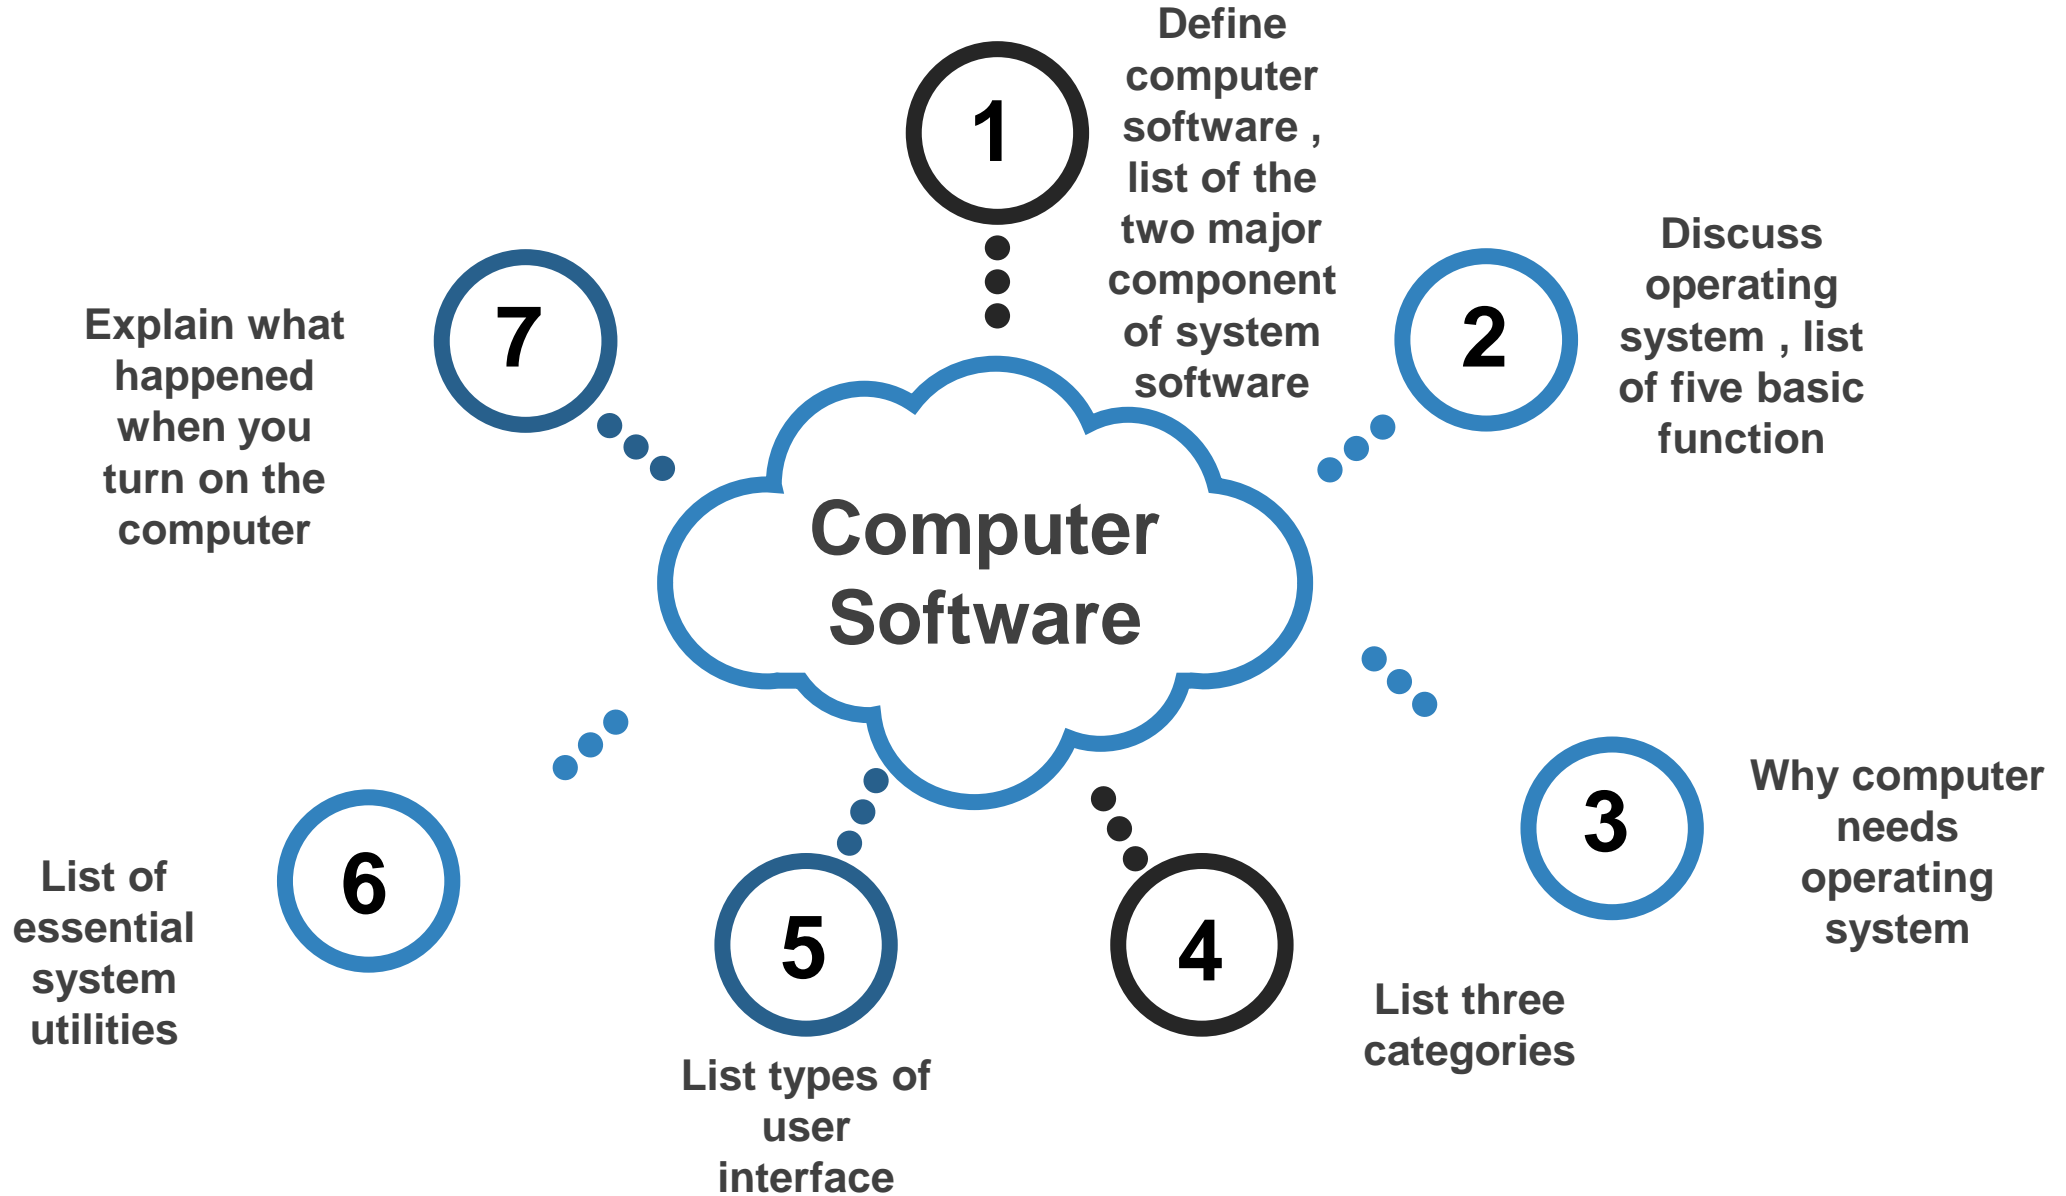 Computer
Software
1
Define
computer
software ,
list of the
two major
component
of system
software
2
Discuss
operating
system , list
of five basic
function
3
Why computer
needs
operating
system
4
List three
categories
5
List types of
user
interface
6
List of
essential
system
utilities
7
Explain what
happened
when you
turn on the
computer